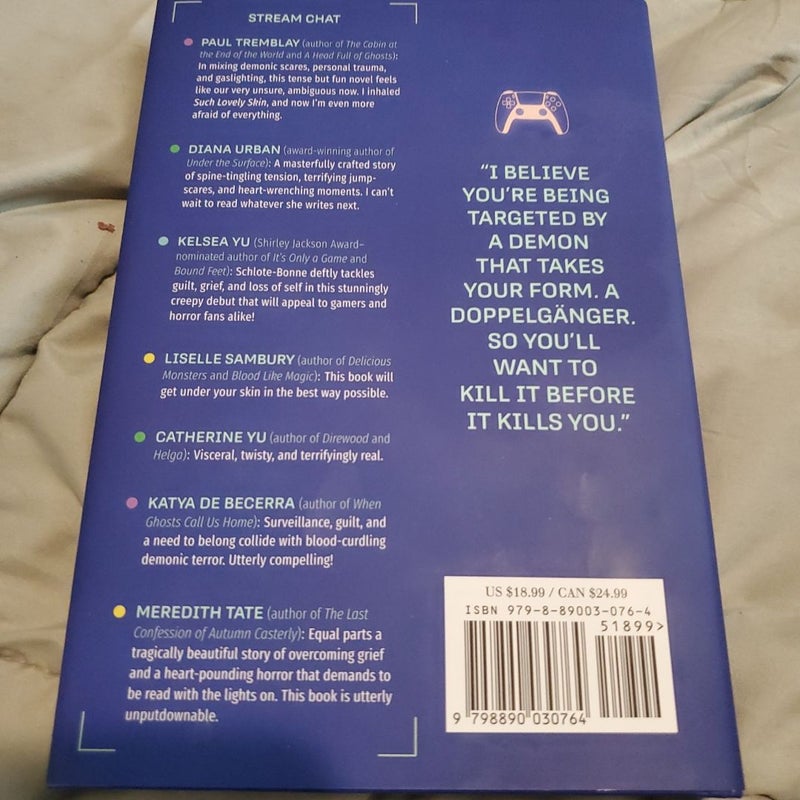 STREAM CHAT
PAUL TREMBLAY (author of The Cabin at
the End of the World and A Head Full of Ghosts):
In mixing demonic scares, personal trauma,
and gaslighting, this tense but fun novel feels
like our very unsure, ambiguous now. I inhaled
Such Lovely Skin, and now I'm even more
afraid of everything.
DIANA URBAN (award-winning author of
Under the Surface): A masterfully crafted story
of spine-tingling tension, terrifying jump-
scares, and heart-wrenching moments. I can't
wait to read whatever she writes next.
KELSEA YU (Shirley Jackson Award–
nominated author of It's Only a Game and
Bound Feet): Schlote-Bonne deftly tackles
guilt, grief, and loss of self in this stunningly
creepy debut that will appeal to gamers and
horror fans alike!
LISELLE SAMBURY (author of Delicious
Monsters and Blood Like Magic): This book will
get under your skin in the best way possible.
CATHERINE YU (author of Direwood and
Helga): Visceral, twisty, and terrifyingly real.
KATYA DE BECERRA (author of When
Ghosts Call Us Home): Surveillance, guilt, and
a need to belong collide with blood-curdling
demonic terror. Utterly compelling!
MEREDITH TATE (author of The Last
Confession of Autumn Casterly): Equal parts a
tragically beautiful story of overcoming grief
and a heart-pounding horror that demands to
be read with the lights on. This book is utterly
unputdownable.
"I BELIEVE
YOU'RE BEING
TARGETED BY
A DEMON
THAT TAKES
YOUR FORM. A
DOPPELGÄNGER.
SO YOU'LL
WANT TO
KILL IT BEFORE
IT KILLS YOU."
US $18.99 / CAN $24.99
ISBN 979-8-89003-076-4
51899>
9 798890 030764